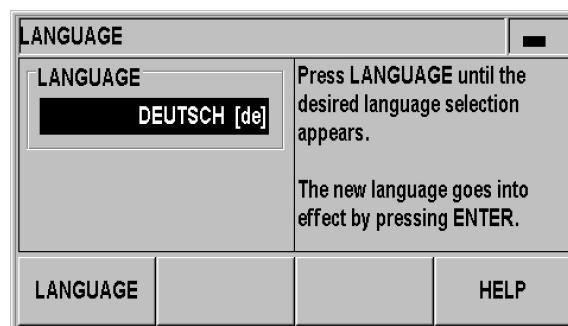 LANGUAGE
LANGUAGE
DEUTSCH [de]
Press LANGUAGE until the
desired language selection
appears.
The new language goes into
effect by pressing ENTER.
LANGUAGE
HELP